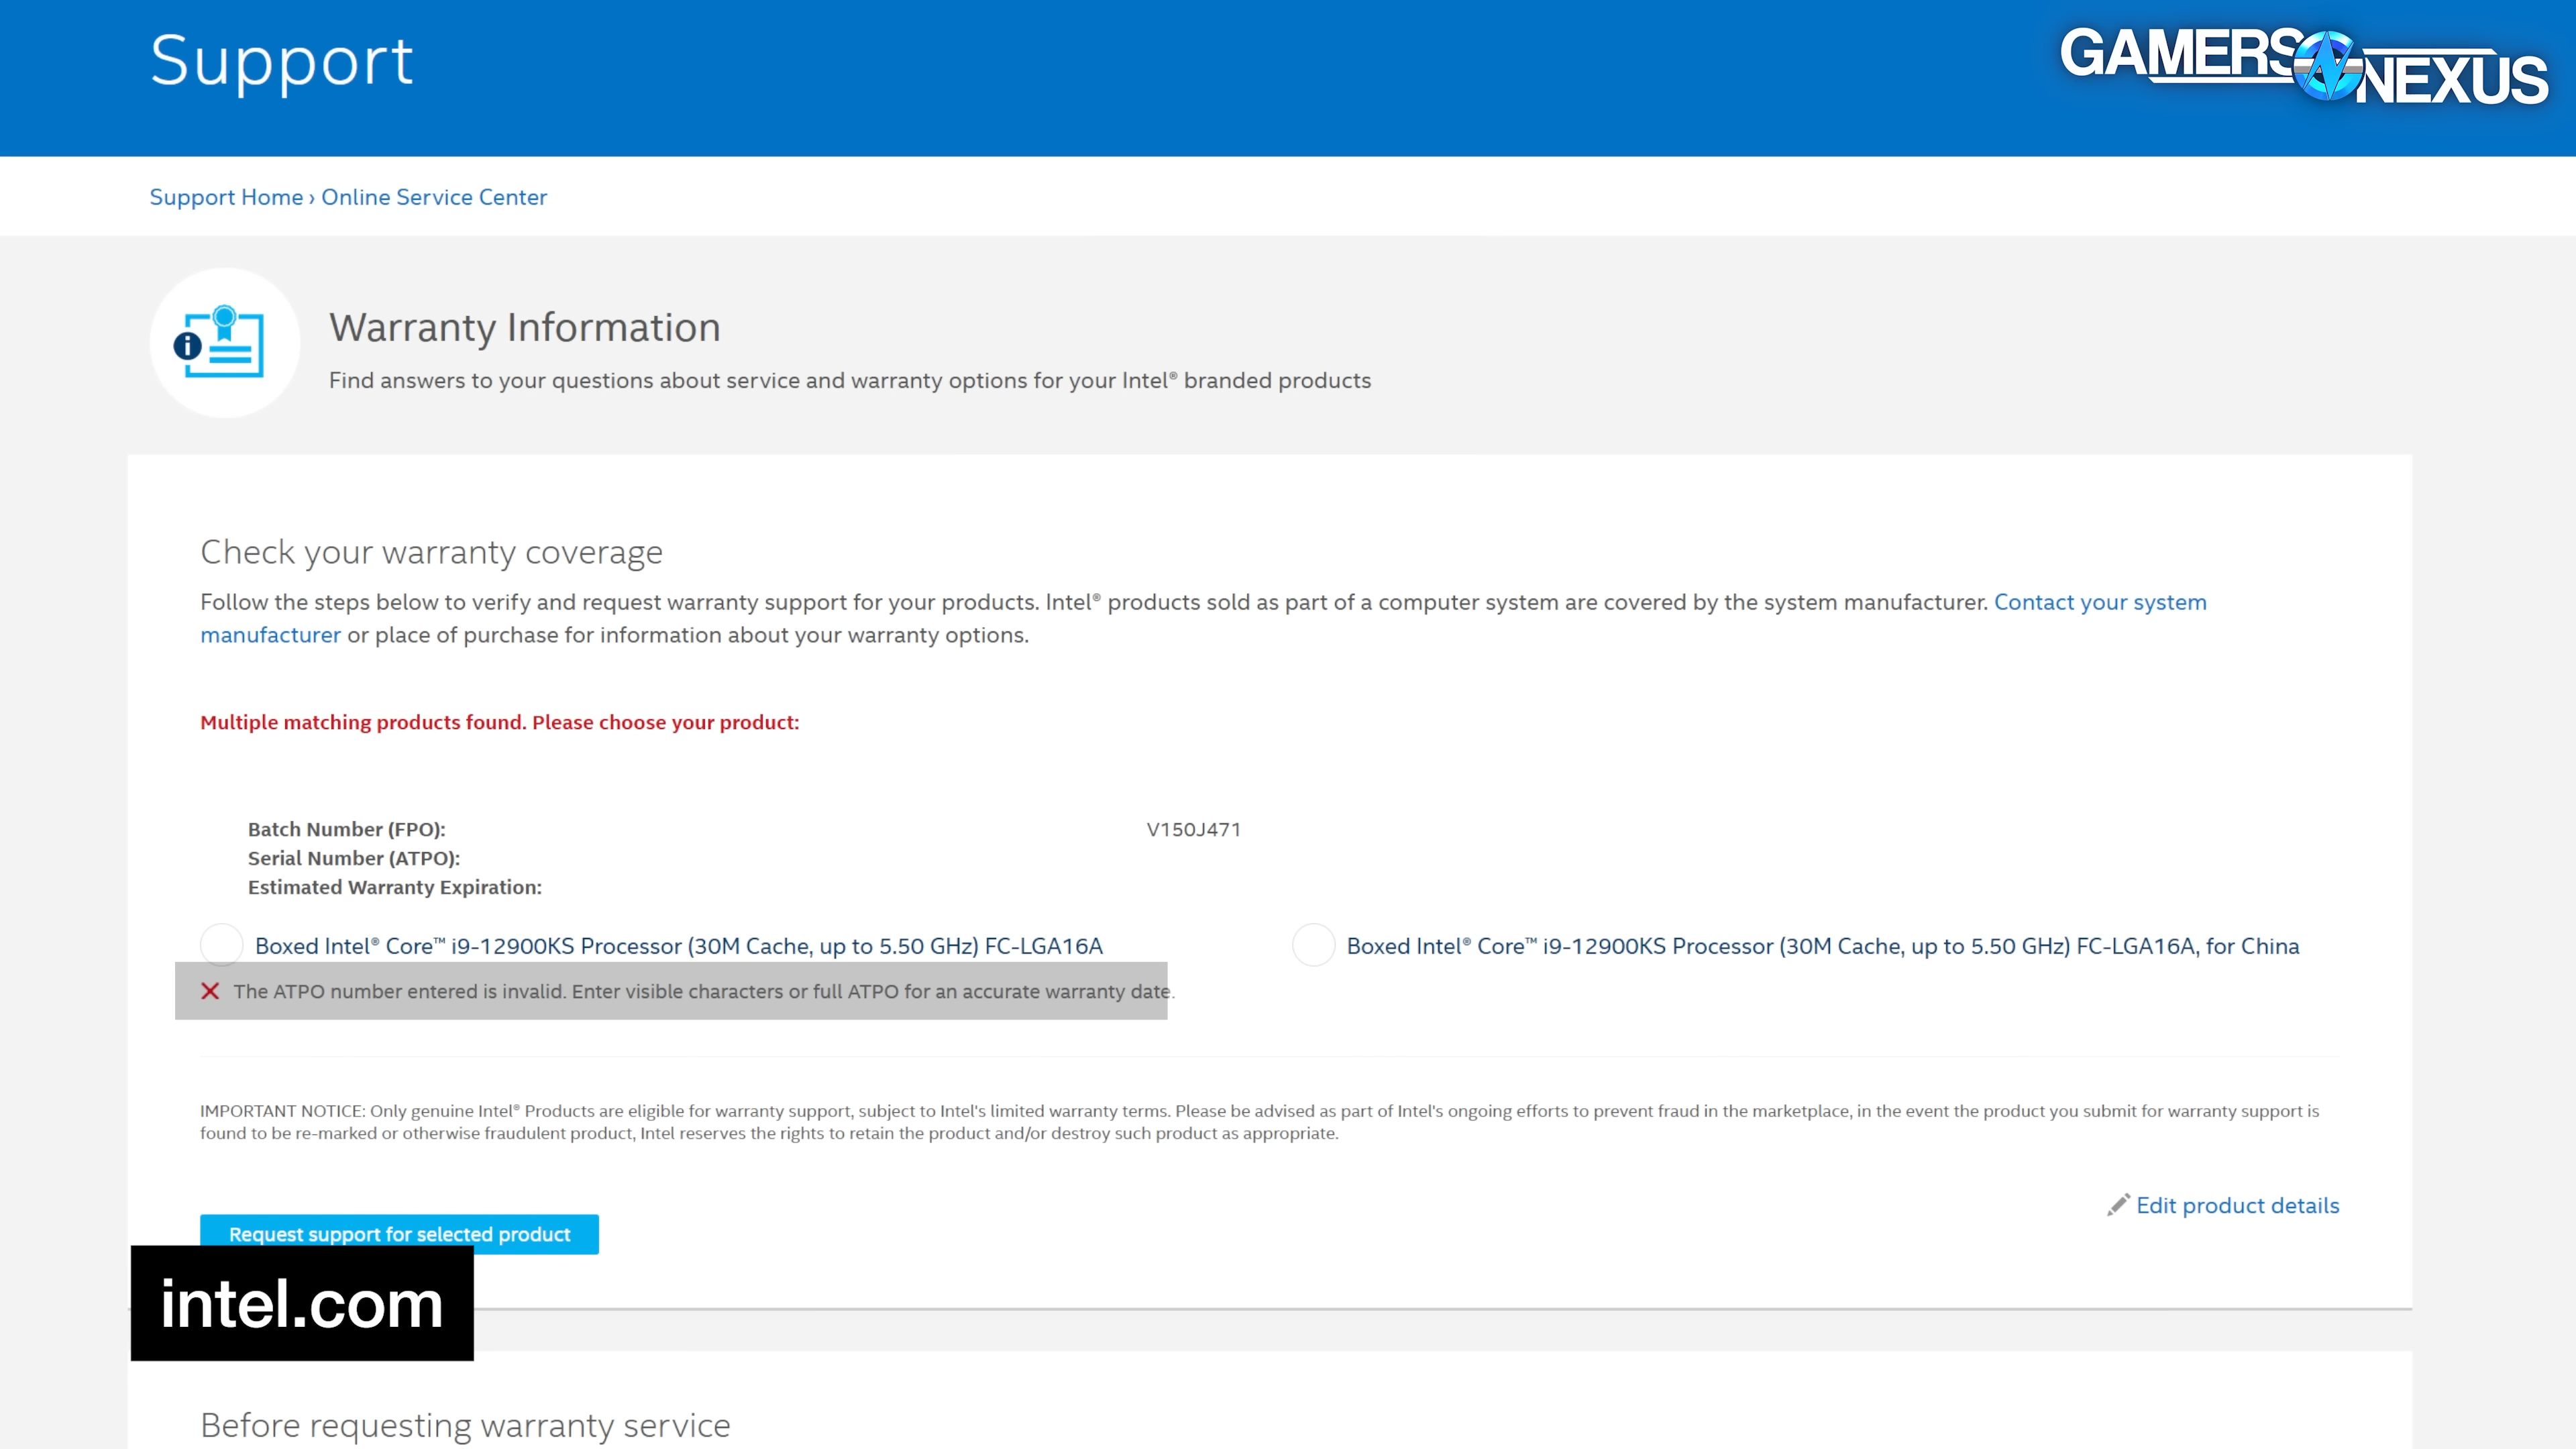 Support
GAMERS NEXUS
Support Home › Online Service Center
Warranty Information
Find answers to your questions about service and warranty options for your Intel® branded products
Check your warranty coverage
Follow the steps below to verify and request warranty support for your products. Intel® products sold as part of a computer system are covered by the system manufacturer. Contact your system
manufacturer or place of purchase for information about your warranty options.
Multiple matching products found. Please choose your product:
Batch Number (FPO): V150J471
Serial Number (ATPO):
Estimated Warranty Expiration:
Boxed Intel® Core™ i9-12900KS Processor (30M Cache, up to 5.50 GHz) FC-LGA16A
Boxed Intel® Core™ i9-12900KS Processor (30M Cache, up to 5.50 GHz) FC-LGA16A, for China
The ATPO number entered is invalid. Enter visible characters or full ATPO for an accurate warranty date.
IMPORTANT NOTICE: Only genuine Intel® Products are eligible for warranty support, subject to Intel's limited warranty terms. Please be advised as part of Intel's ongoing efforts to prevent fraud in the marketplace, in the event the product you submit for warranty support is
found to be re-marked or otherwise fraudulent product, Intel reserves the rights to retain the product and/or destroy such product as appropriate.
Edit product details
Request support for selected product
intel.com
Before requesting warranty service